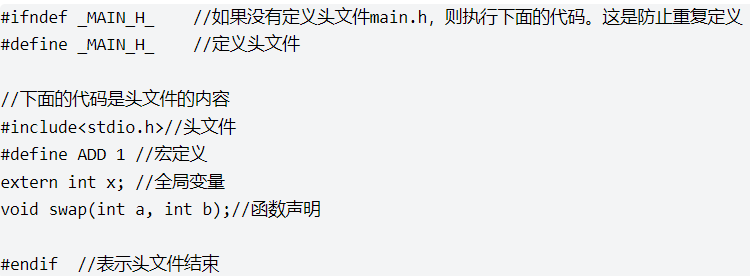 #ifndef _MAIN_H_    //如果没有定义头文件main.h，则执行下面的代码。这是防止重复定义
#define _MAIN_H_    //定义头文件
//下面的代码是头文件的内容
#include<stdio.h>//头文件
#define ADD 1 //宏定义
extern int x; //全局变量
void swap(int a, int b);//函数声明
#endif  //表示头文件结束